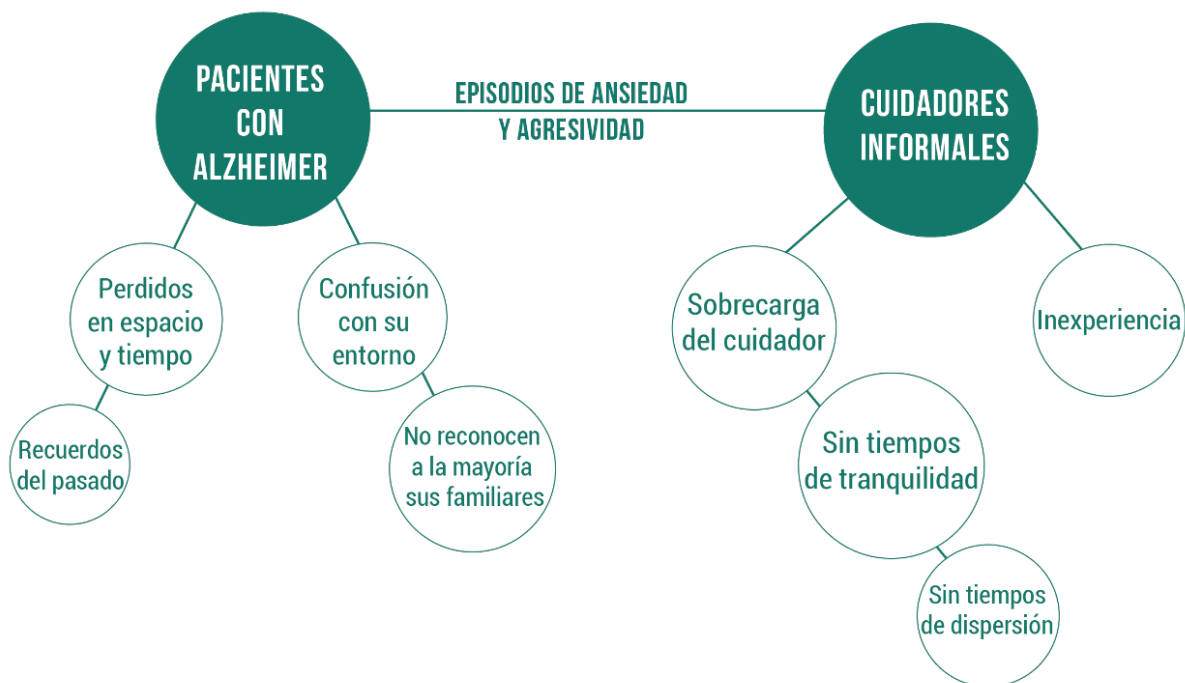 PACIENTES
CON
ALZHEIMER
EPISODIOS DE ANSIEDAD
Y AGRESIVIDAD
CUIDADORES
INFORMALES
Perdidos
en espacio
y tiempo
Confusión
con su
entorno
Recuerdos
del pasado
No reconocen
a la mayoría
sus familiares
Sobrecarga
del cuidador
Inexperiencia
Sin tiempos
de tranquilidad
Sin tiempos
de dispersión